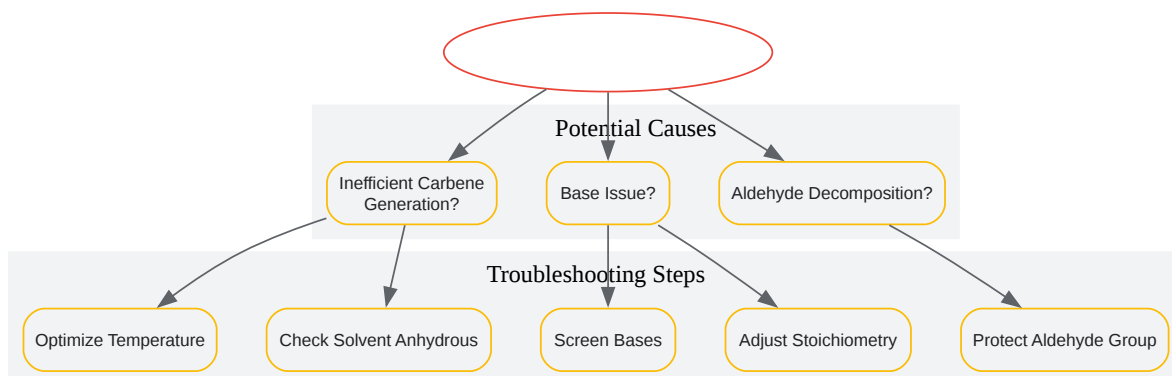 Potential Causes
Inefficient Carbene
Generation?
Base Issue?
Aldehyde Decomposition?
Troubleshooting Steps
Optimize Temperature
Check Solvent Anhydrous
Screen Bases
Adjust Stoichiometry
Protect Aldehyde Group